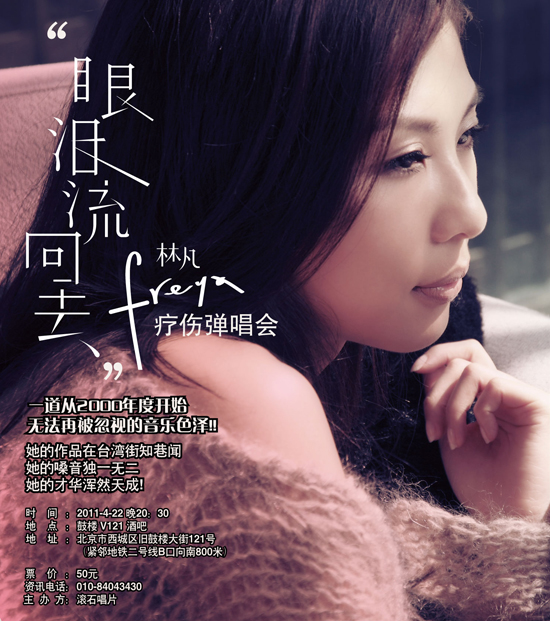 “眼泪流回去”
林凡
freya
疗伤弹唱会
一道从2000年度开始
无法再被忽视的音乐色泽!!
她的作品在台湾街知巷闻
她的嗓音独一无二
她的才华浑然天成!
时 间 : 2011-4-22 晚20: 30
地 点 : 鼓楼 V121 酒吧
地 址 : 北京市西城区旧鼓楼大街121号
(紧邻地铁二号线B口向南800米)
票 价 : 50元
资讯电话: 010-84043430
主 办 方: 滚石唱片